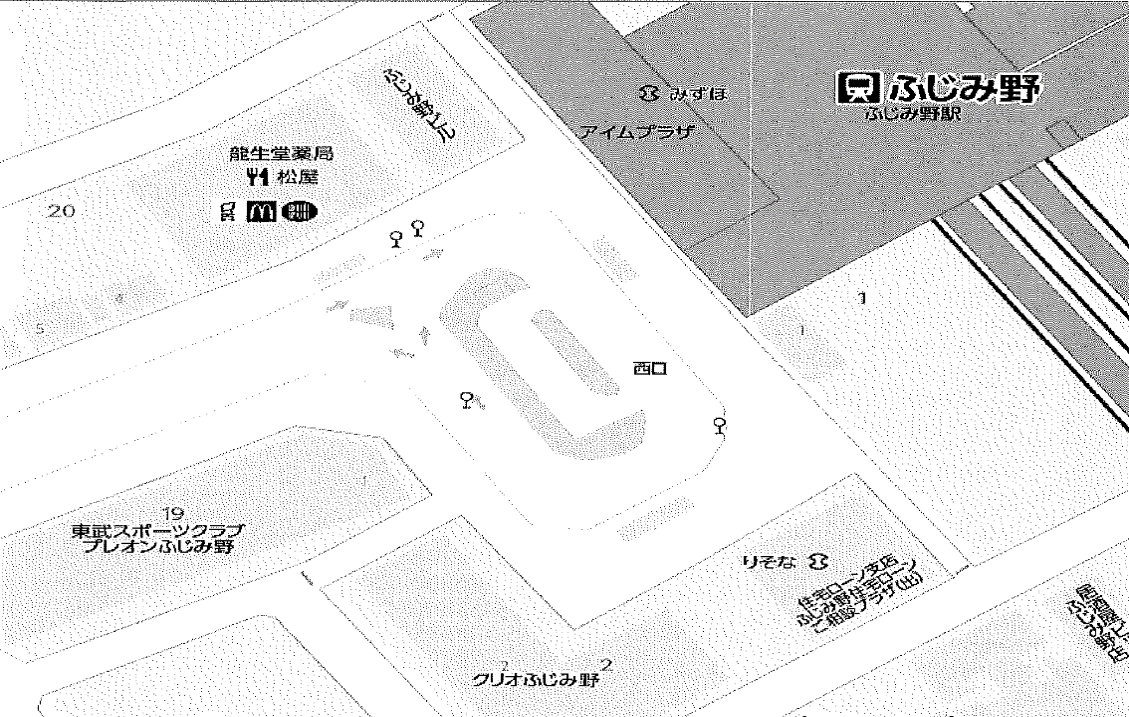 ふじみ野
ふじみ野駅
みずほ
アイムプラザ
ふじみ野ビル
龍生堂薬局
松屋
20
4
5
1
1
西口
19
東武スポーツクラブ
プレオンふじみ野
1
りそな
住宅ローン支店
ふじみ野住宅ローン
ご相談プラザ(出)
2
2
クリオふじみ野